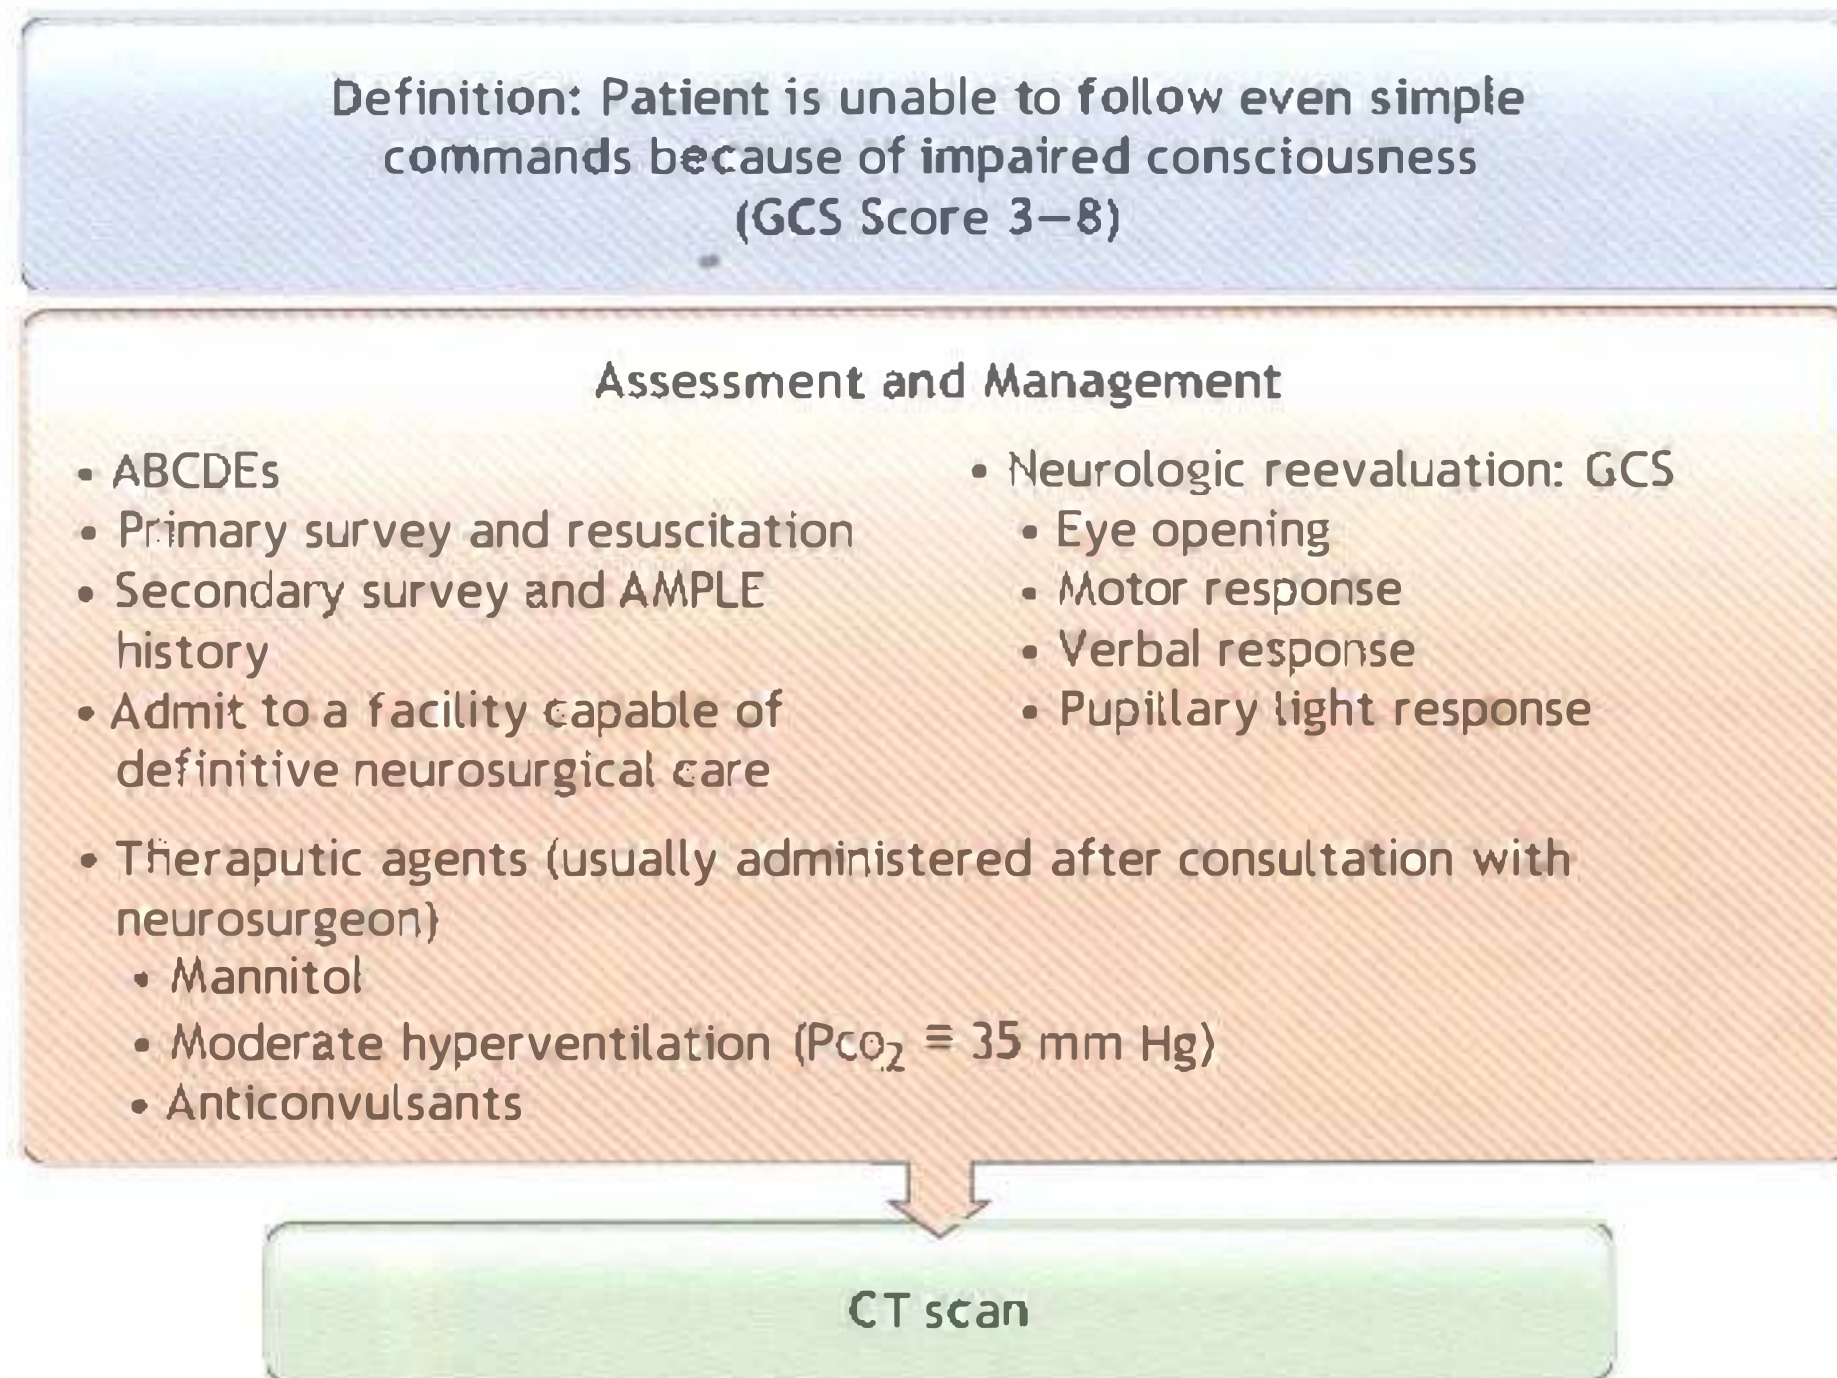 Definition: Patient is unable to follow even simple
commands because of impaired consciousness
(GCS Score 3–8)
Assessment and Management
• ABCDEs
• Primary survey and resuscitation
• Secondary survey and AMPLE
history
• Admit to a facility capable of
definitive neurosurgical care
• Neurologic reevaluation: GCS
• Eye opening
• Motor response
• Verbal response
• Pupillary light response
• Theraputic agents (usually administered after consultation with
neurosurgeon)
• Mannitol
• Moderate hyperventilation (Pco₂ ≡ 35 mm Hg)
• Anticonvulsants
CT scan